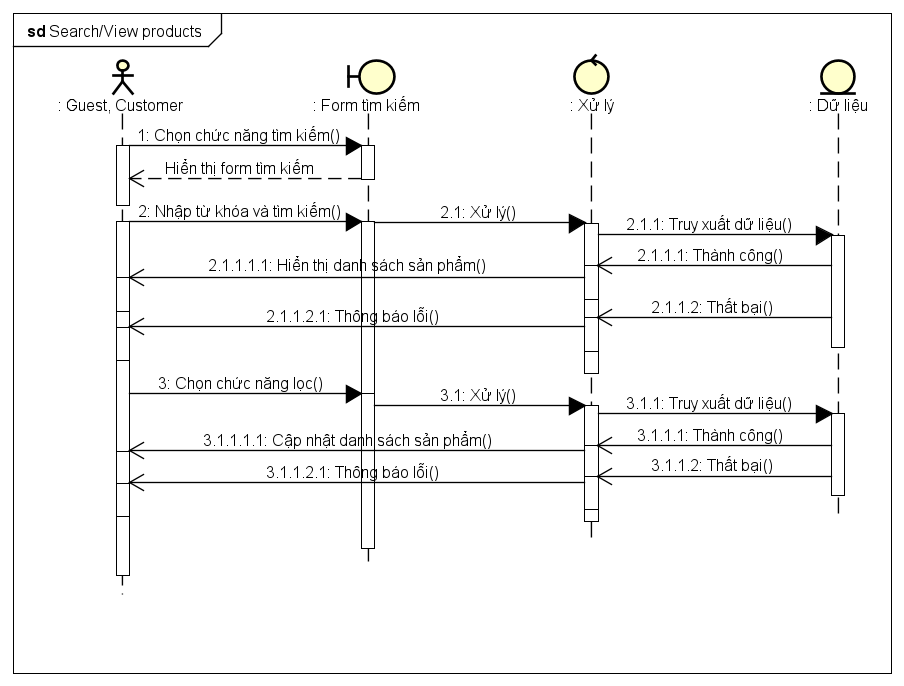 sd Search/View products
: Guest, Customer
: Form tìm kiếm
: Xử lý
: Dữ liệu
1: Chọn chức năng tìm kiếm()
Hiển thị form tìm kiếm
2: Nhập từ khóa và tìm kiếm()
2.1: Xử lý()
2.1.1: Truy xuất dữ liệu()
2.1.1.1: Thành công()
2.1.1.1.1: Hiển thị danh sách sản phẩm()
2.1.1.2: Thất bại()
2.1.1.2.1: Thông báo lỗi()
3: Chọn chức năng lọc()
3.1: Xử lý()
3.1.1: Truy xuất dữ liệu()
3.1.1.1: Thành công()
3.1.1.1.1: Cập nhật danh sách sản phẩm()
3.1.1.2: Thất bại()
3.1.1.2.1: Thông báo lỗi()